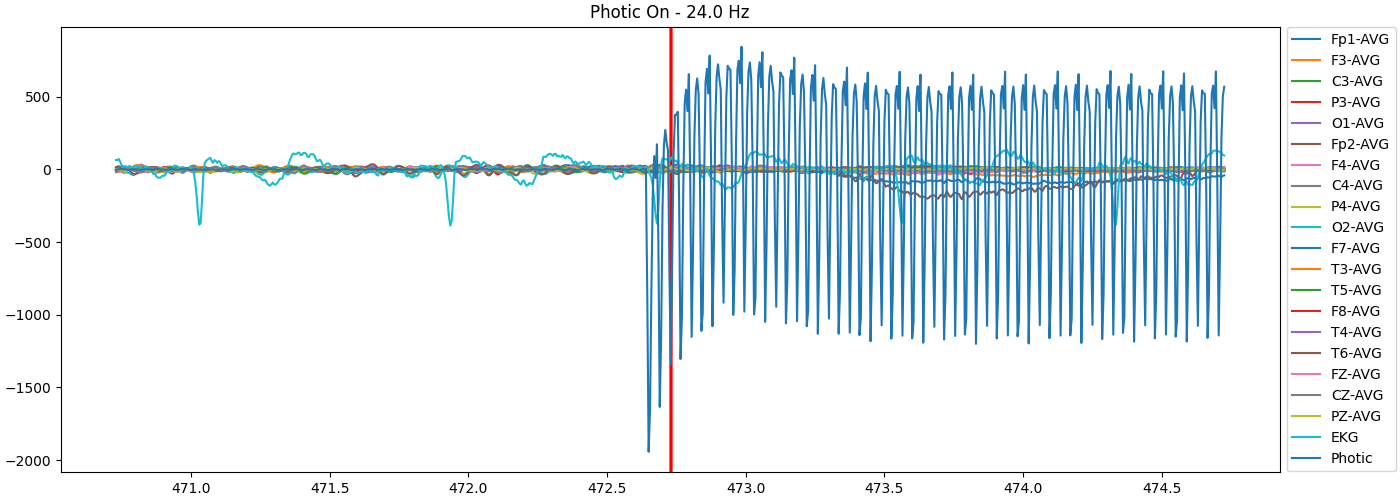 Photic On - 24.0 Hz
500
0
−500
−1000
−1500
−2000
471.0 471.5 472.0 472.5 473.0 473.5 474.0 474.5
Fp1-AVG
F3-AVG
C3-AVG
P3-AVG
O1-AVG
Fp2-AVG
F4-AVG
C4-AVG
P4-AVG
O2-AVG
F7-AVG
T3-AVG
T5-AVG
F8-AVG
T4-AVG
T6-AVG
FZ-AVG
CZ-AVG
PZ-AVG
EKG
Photic